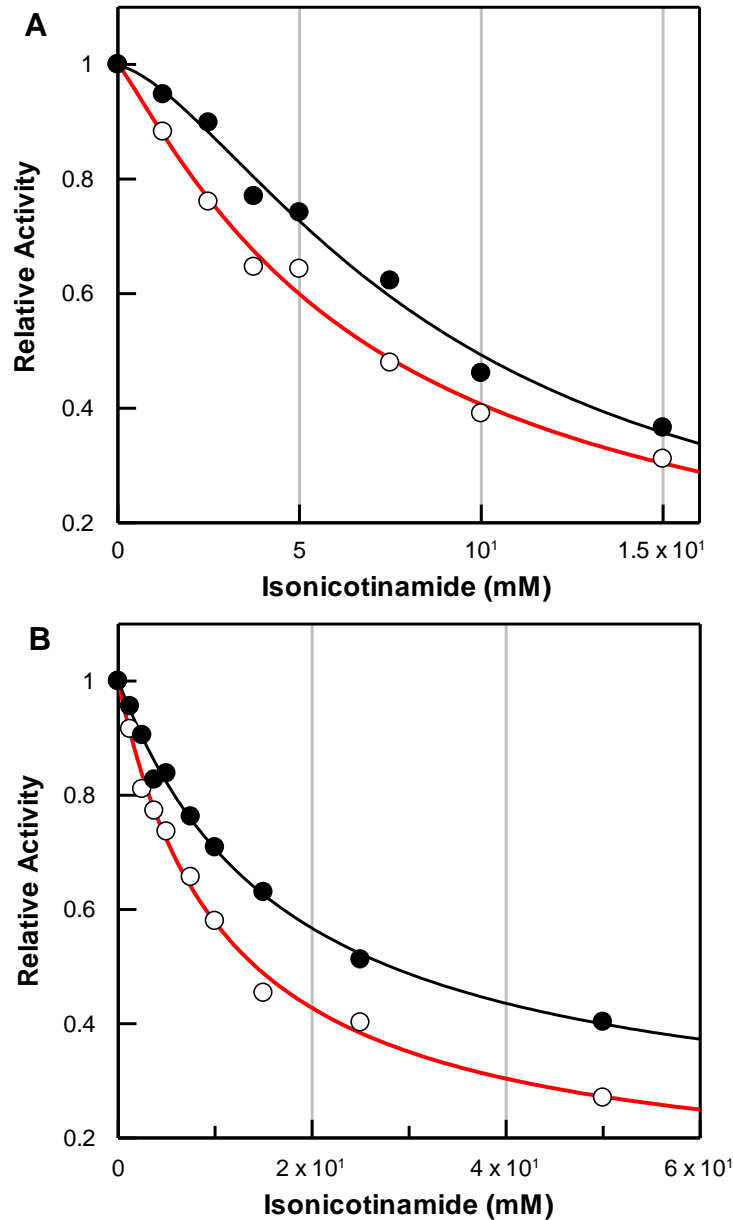 A
1
0.8
0.6
0.4
0.2
Relative Activity
0 5 10¹ 1.5 x 10¹
Isonicotinamide (mM)
B
1
0.8
0.6
0.4
0.2
Relative Activity
0 2 x 10¹ 4 x 10¹ 6 x 10¹
Isonicotinamide (mM)